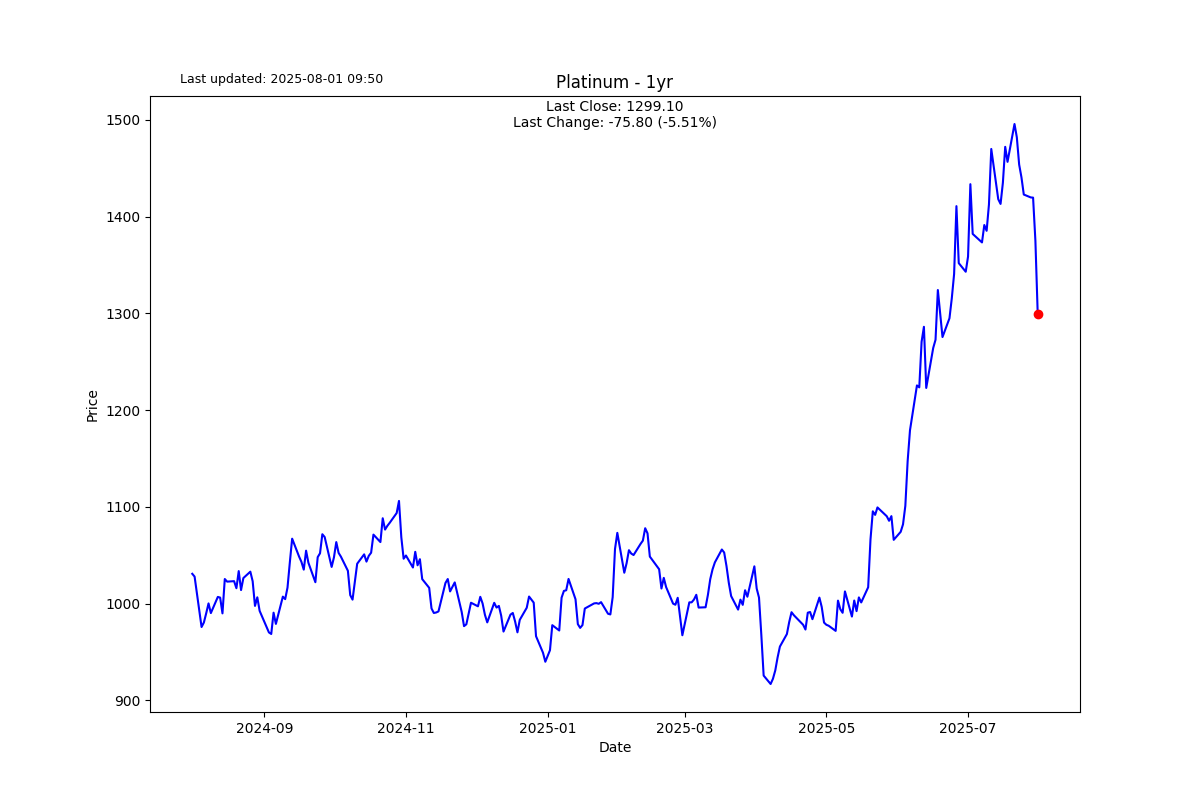 Last updated: 2025-08-01 09:50
Platinum - 1yr
Last Close: 1299.10
Last Change: -75.80 (-5.51%)
1500
1400
1300
1200
1100
1000
900
Price
2024-09
2024-11
2025-01
2025-03
2025-05
2025-07
Date